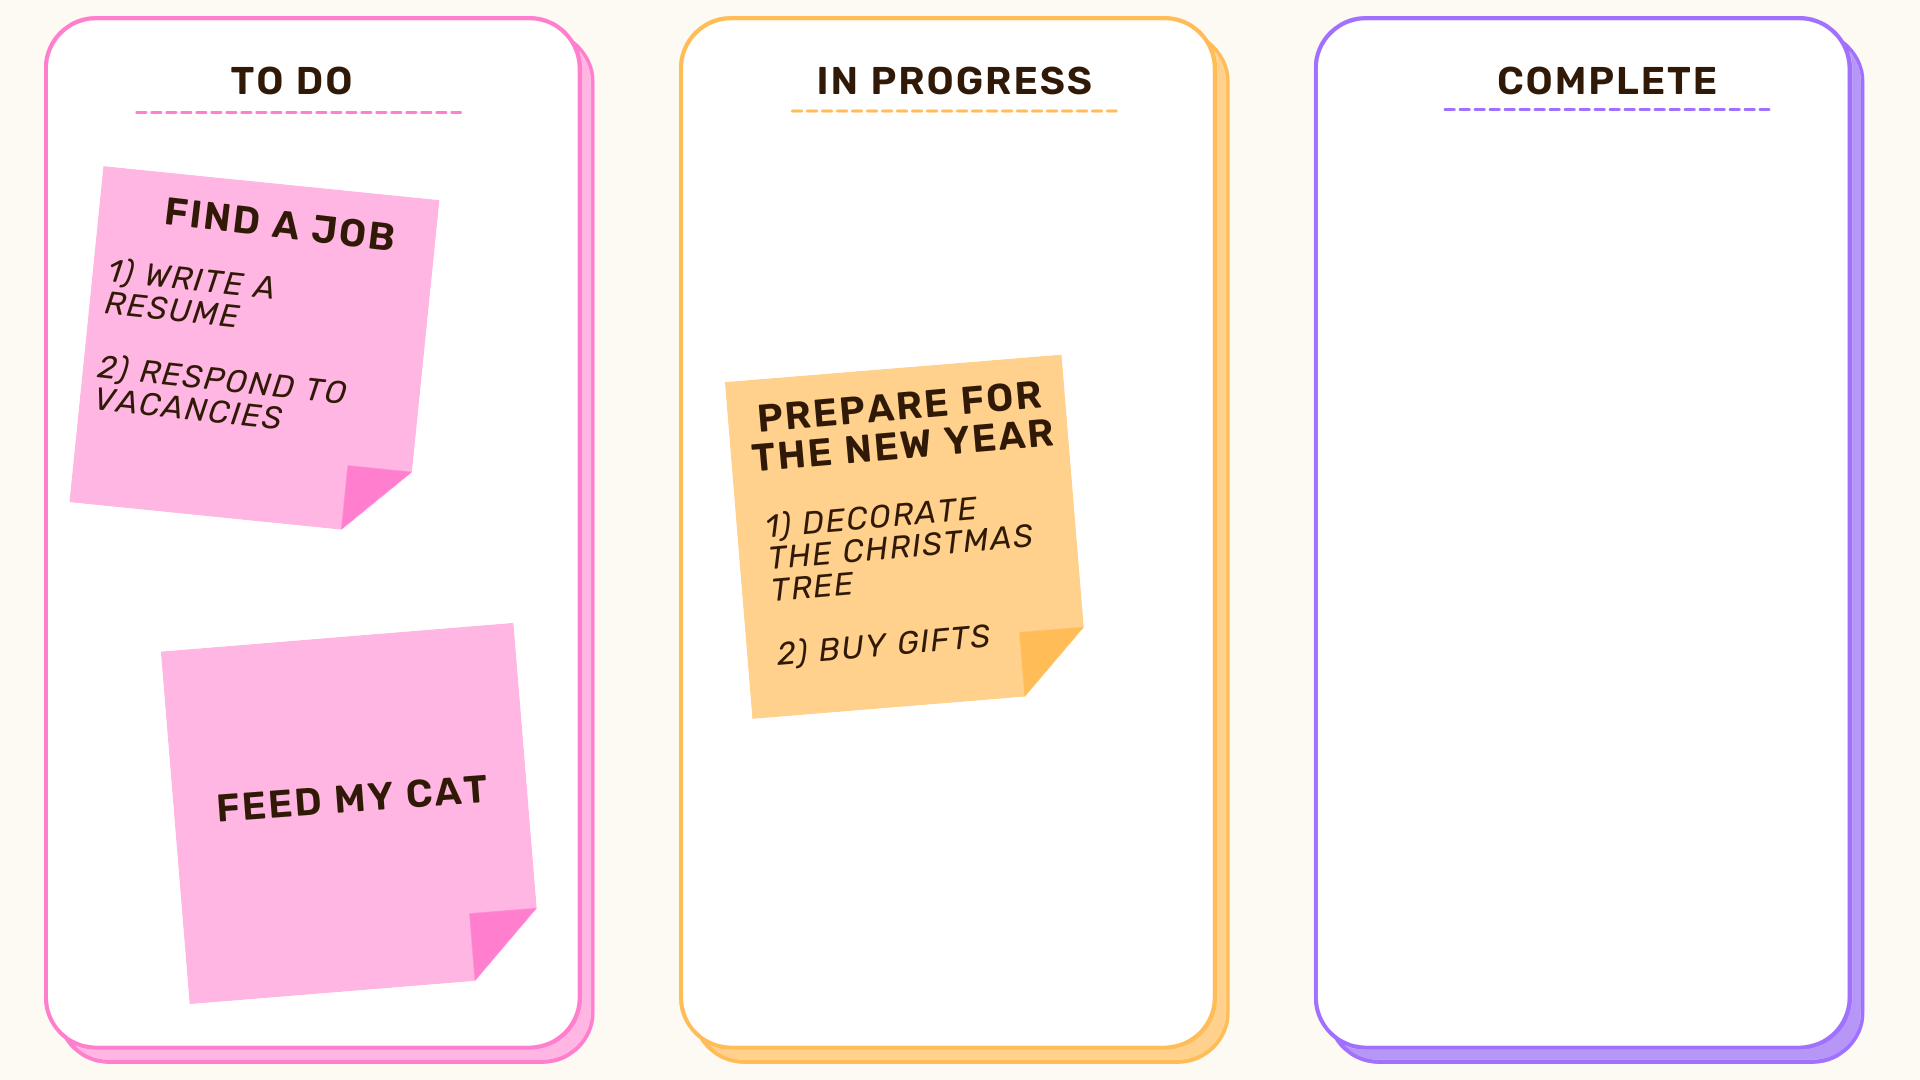 TO DO
FIND A JOB
1) WRITE A
RESUME
2) RESPOND TO
VACANCIES
FEED MY CAT
IN PROGRESS
PREPARE FOR
THE NEW YEAR
1) DECORATE
THE CHRISTMAS
TREE
2) BUY GIFTS
COMPLETE